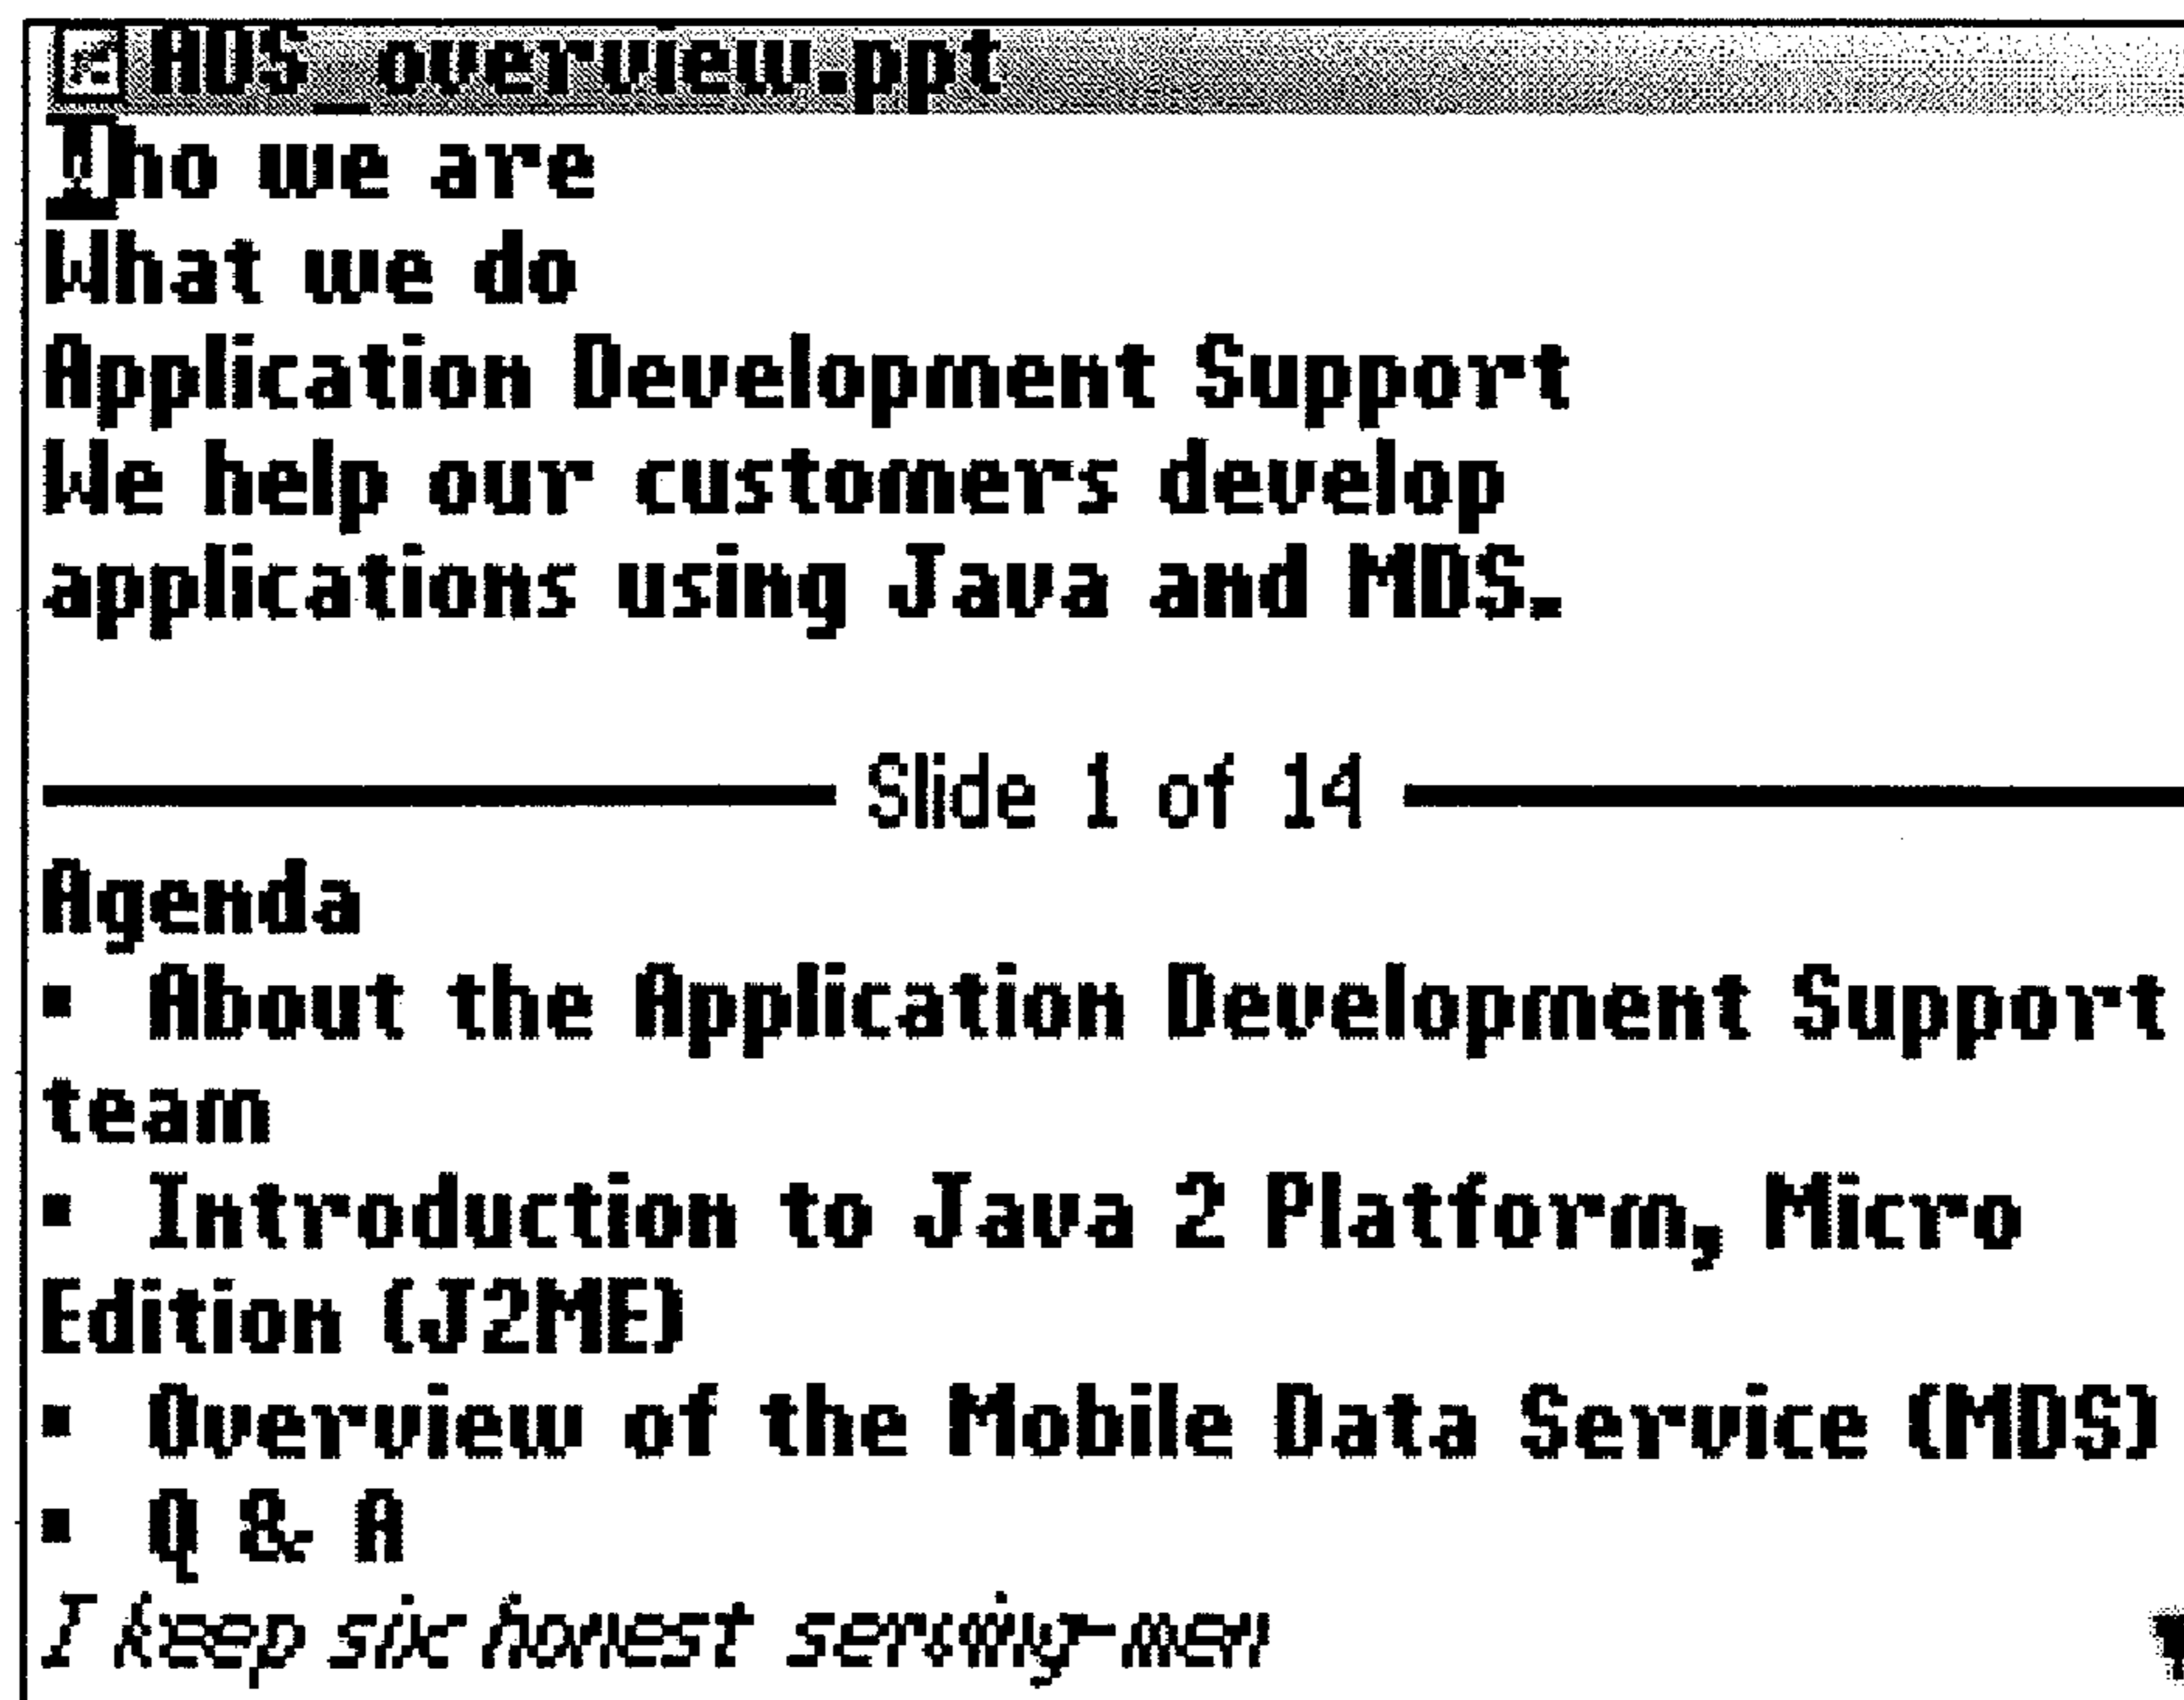 ADS_overview.ppt
Who we are
What we do
Application Development Support
We help our customers develop
applications using Java and MDS.
Slide 1 of 14
Agenda
▪ About the Application Development Support
team
▪ Introduction to Java 2 Platform, Micro
Edition (J2ME)
▪ Overview of the Mobile Data Service (MDS)
▪ Q & A
I keep six honest serving-men